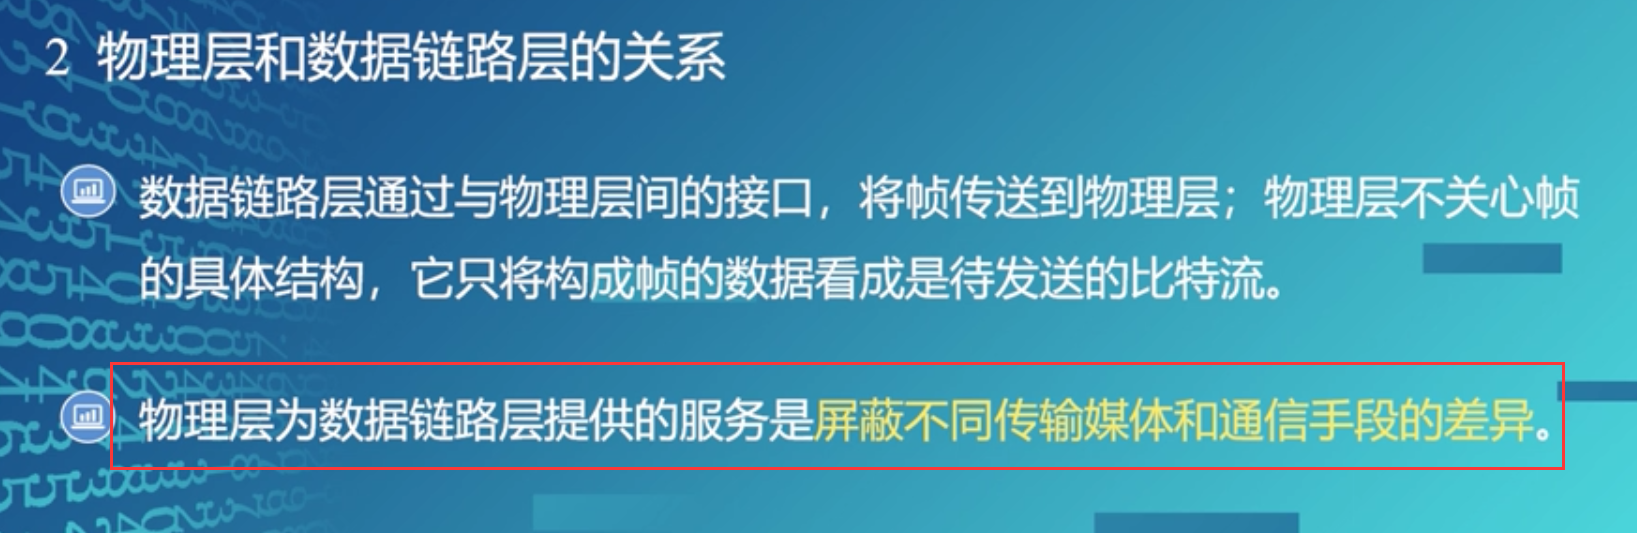 2 物理层和数据链路层的关系
数据链路层通过与物理层间的接口，将帧传送到物理层；物理层不关心帧
的具体结构，它只将构成帧的数据看成是待发送的比特流。
物理层为数据链路层提供的服务是屏蔽不同传输媒体和通信手段的差异。